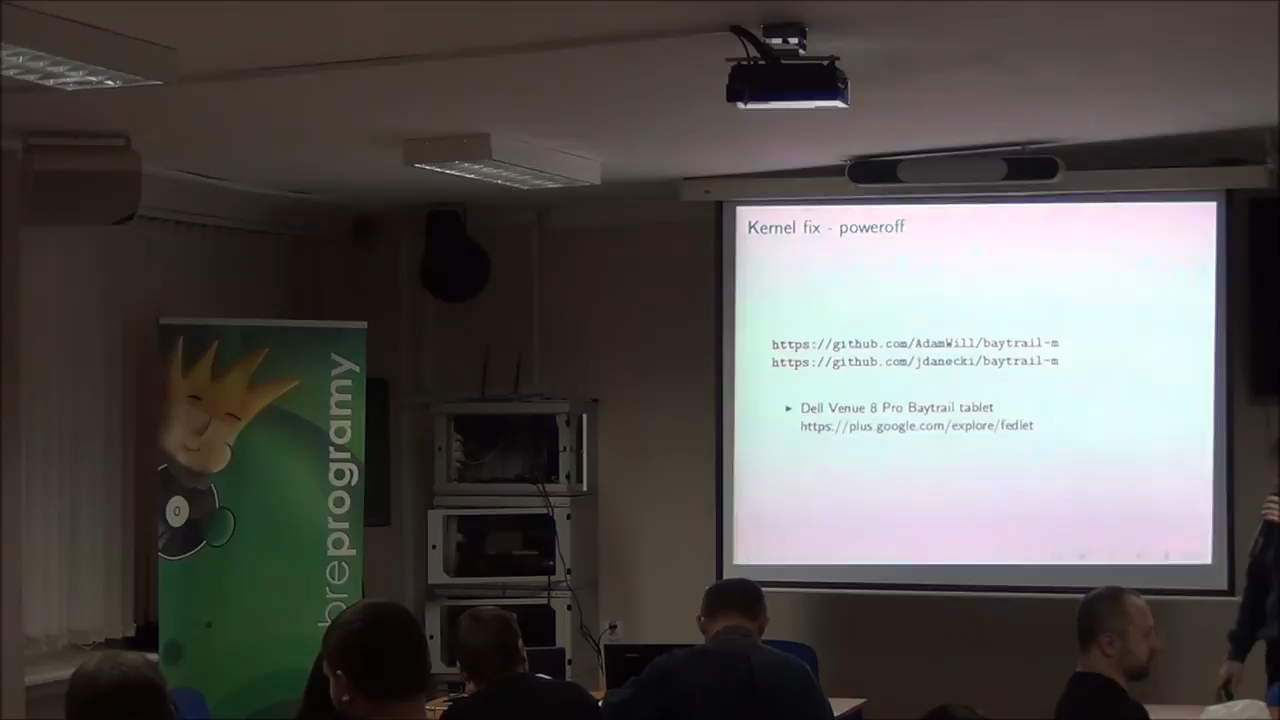 Kernel fix - poweroff
https://github.com/AdamWill/baytrail-m
https://github.com/jdanecki/baytrail-m
► Dell Venue 8 Pro Baytrail tablet
https://plus.google.com/explore/fedlet
breprogramy